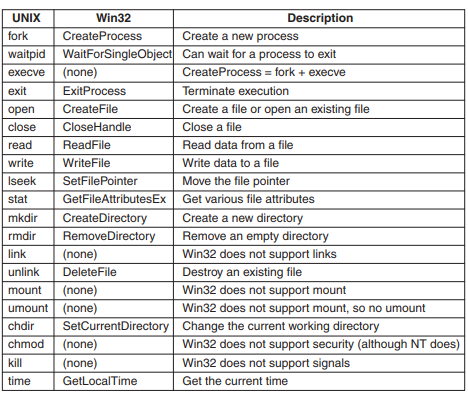 UNIX Win32 Description
fork CreateProcess Create a new process
waitpid WaitForSingleObject Can wait for a process to exit
execve (none) CreateProcess = fork + execve
exit ExitProcess Terminate execution
open CreateFile Create a file or open an existing file
close CloseHandle Close a file
read ReadFile Read data from a file
write WriteFile Write data to a file
lseek SetFilePointer Move the file pointer
stat GetFileAttributesEx Get various file attributes
mkdir CreateDirectory Create a new directory
rmdir RemoveDirectory Remove an empty directory
link (none) Win32 does not support links
unlink DeleteFile Destroy an existing file
mount (none) Win32 does not support mount
umount (none) Win32 does not support mount, so no umount
chdir SetCurrentDirectory Change the current working directory
chmod (none) Win32 does not support security (although NT does)
kill (none) Win32 does not support signals
time GetLocalTime Get the current time